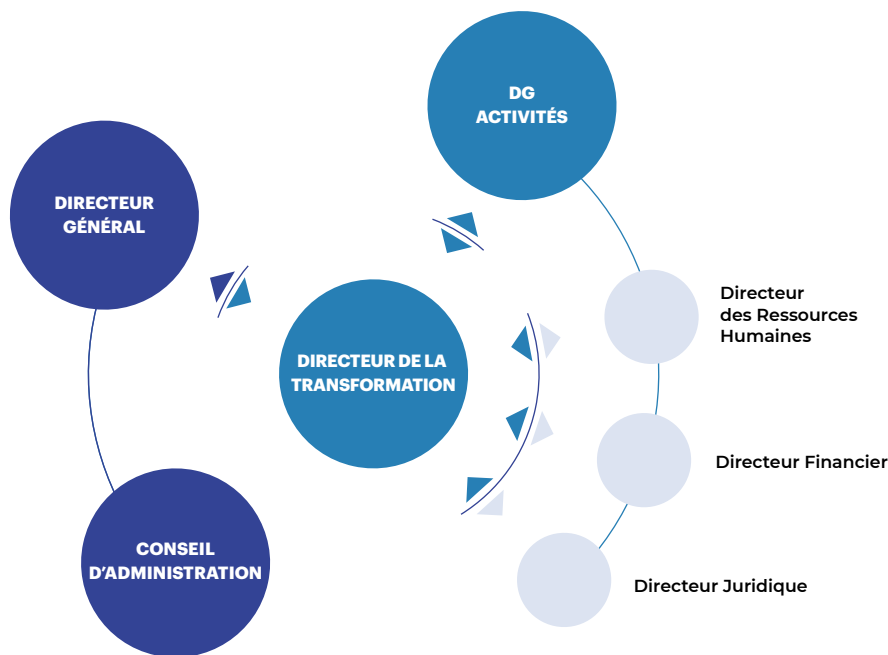 DG
ACTIVITÉS
DIRECTEUR
GÉNÉRAL
Directeur
des Ressources
Humaines
DIRECTEUR DE LA
TRANSFORMATION
Directeur Financier
CONSEIL
D'ADMINISTRATION
Directeur Juridique